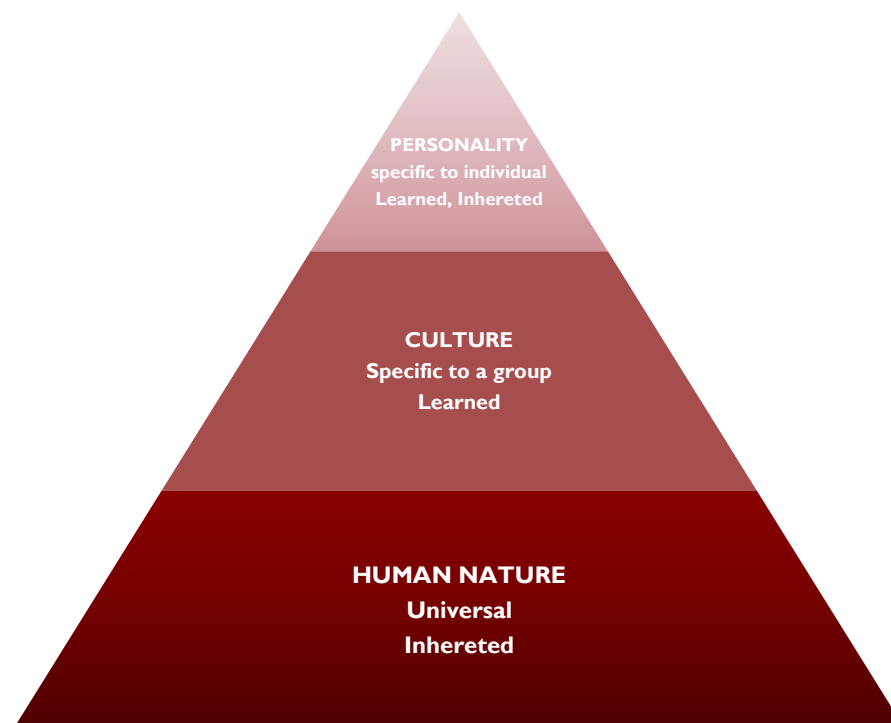 PERSONALITY
specific to individual
Learned, Inhereted
CULTURE
Specific to a group
Learned
HUMAN NATURE
Universal
Inhereted